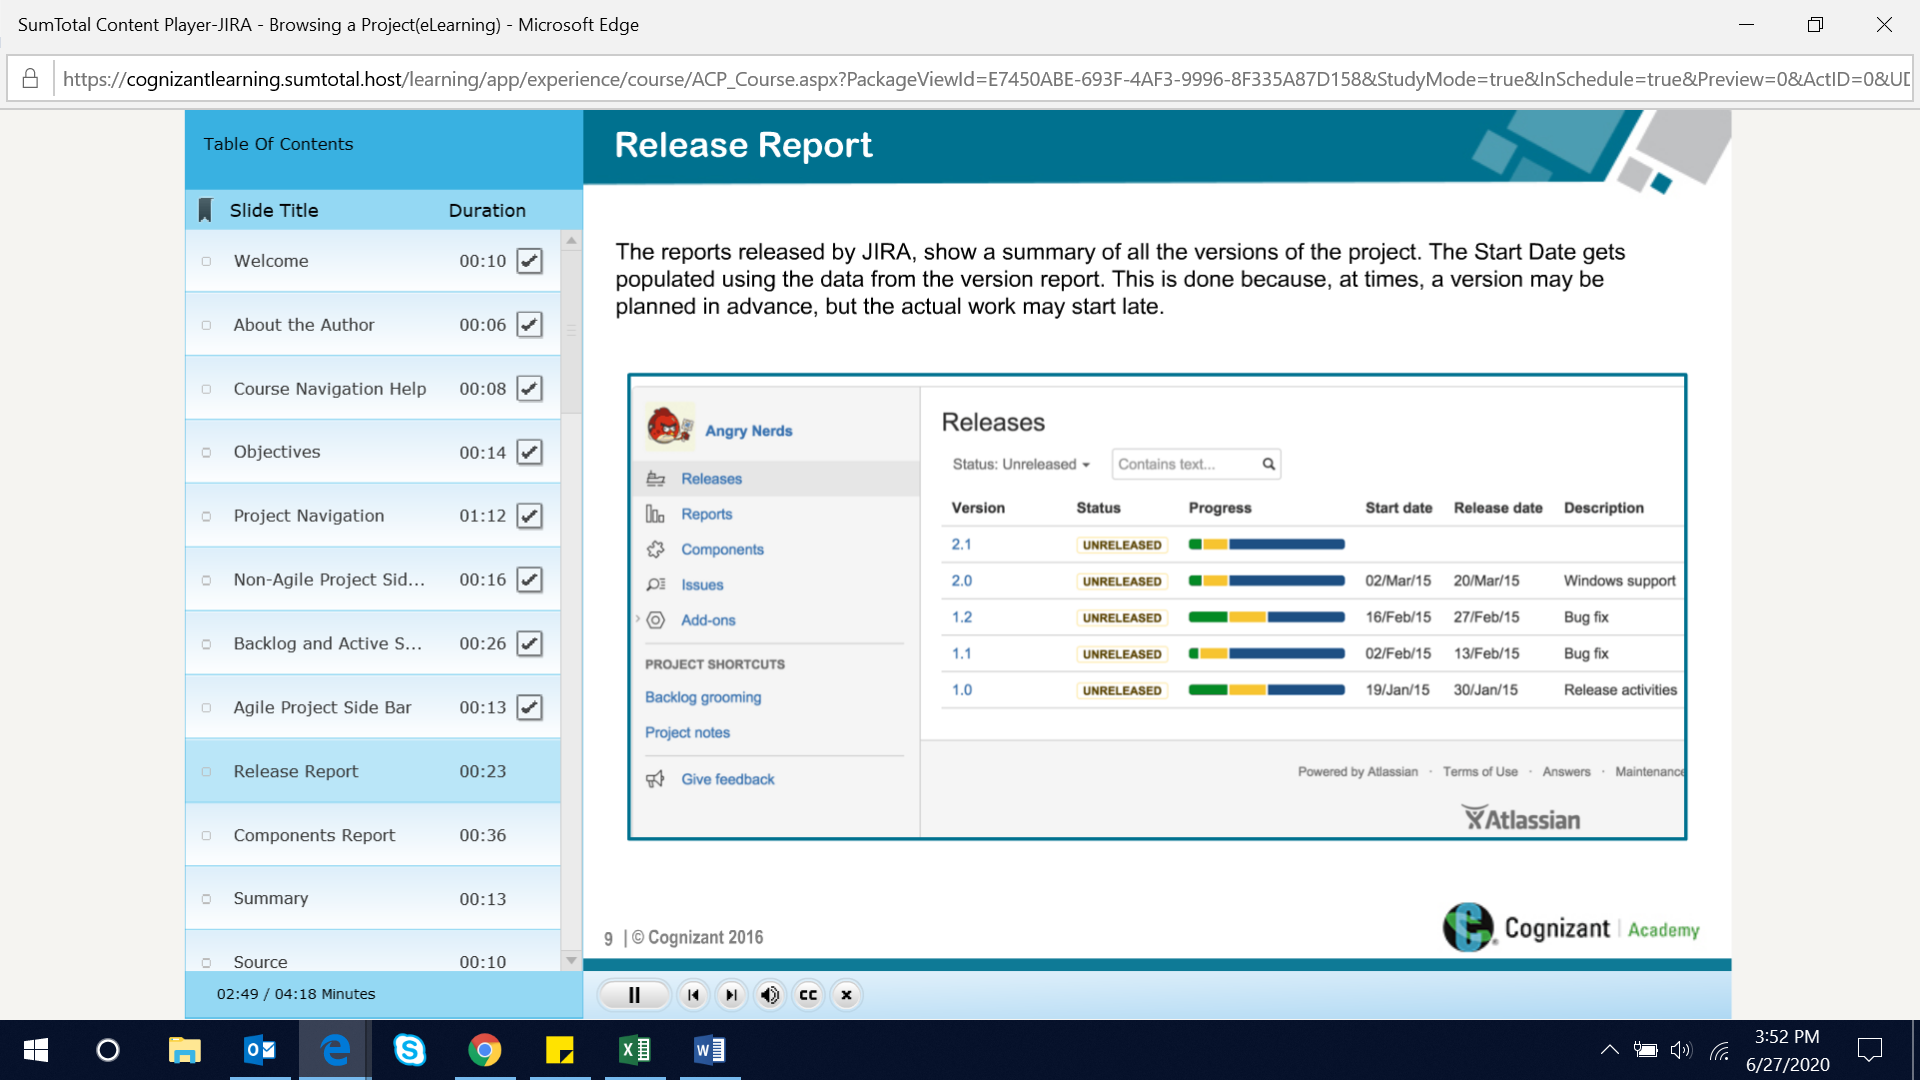 SumTotal Content Player-JIRA - Browsing a Project(eLearning) - Microsoft Edge
https://cognizantlearning.sumtotal.host/learning/app/experience/course/ACP_Course.aspx?PackageViewId=E7450ABE-693F-4AF3-9996-8F335A87D158&StudyMode=true&InSchedule=true&Preview=0&ActID=0&UD
Table Of Contents
Slide Title Duration
Welcome 00:10
About the Author 00:06
Course Navigation Help 00:08
Objectives 00:14
Project Navigation 01:12
Non-Agile Project Sid... 00:16
Backlog and Active S... 00:26
Agile Project Side Bar 00:13
Release Report 00:23
Components Report 00:36
Summary 00:13
Source 00:10
02:49 / 04:18 Minutes
Release Report
The reports released by JIRA, show a summary of all the versions of the project. The Start Date gets
populated using the data from the version report. This is done because, at times, a version may be
planned in advance, but the actual work may start late.
Angry Nerds
Releases
Reports
Components
Issues
Add-ons
PROJECT SHORTCUTS
Backlog grooming
Project notes
Give feedback
Releases
Status: Unreleased Contains text...
Version Status Progress Start date Release date Description
2.1 UNRELEASED
2.0 UNRELEASED 02/Mar/15 20/Mar/15 Windows support
1.2 UNRELEASED 16/Feb/15 27/Feb/15 Bug fix
1.1 UNRELEASED 02/Feb/15 13/Feb/15 Bug fix
1.0 UNRELEASED 19/Jan/15 30/Jan/15 Release activities
Powered by Atlassian · Terms of Use · Answers · Maintenance
Atlassian
9 | © Cognizant 2016
Cognizant | Academy
CC
3:52 PM
6/27/2020